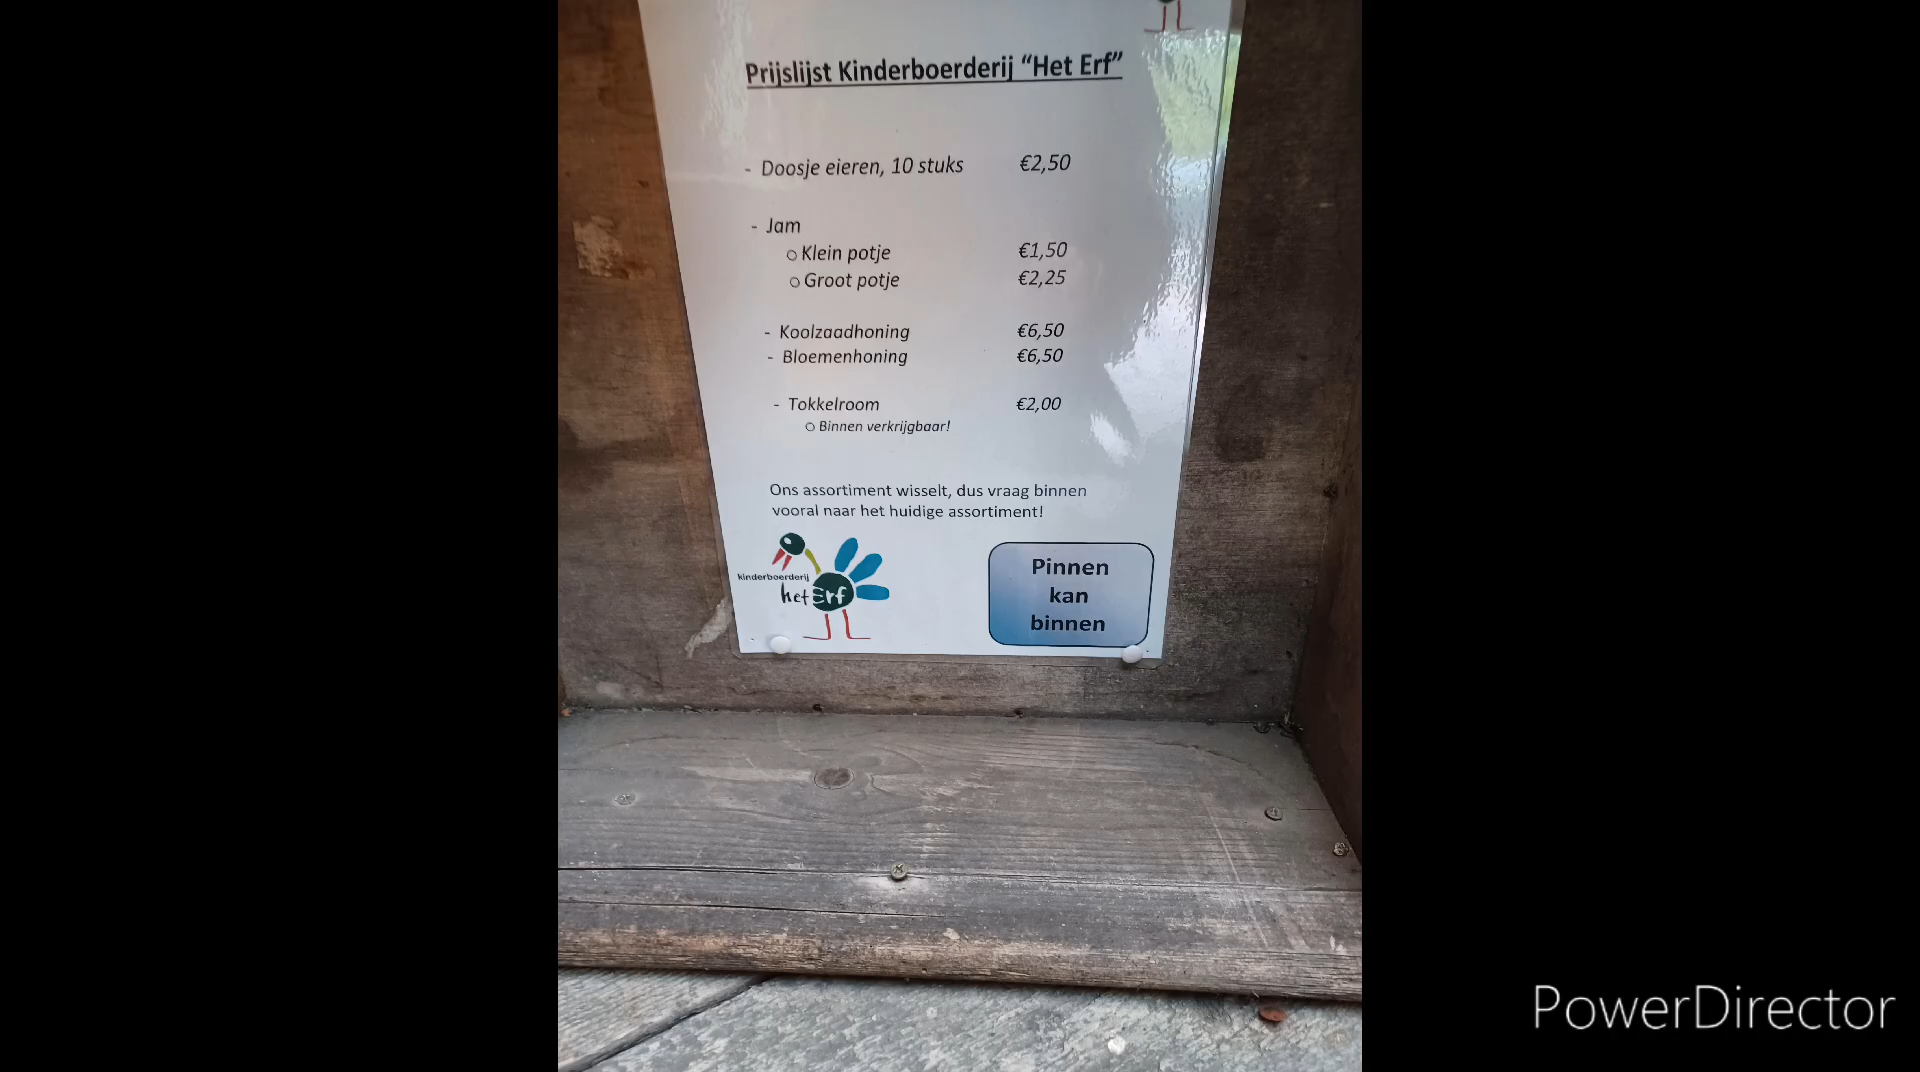 Prijslijst Kinderboerderij “Het Erf”
- Doosje eieren, 10 stuks €2,50
- Jam
○ Klein potje €1,50
○ Groot potje €2,25
- Koolzaadhoning €6,50
- Bloemenhoning €6,50
- Tokkelroom €2,00
○ Binnen verkrijgbaar!
Ons assortiment wisselt, dus vraag binnen
vooral naar het huidige assortiment!
kinderboerderij
het Erf
Pinnen
kan
binnen
PowerDirector